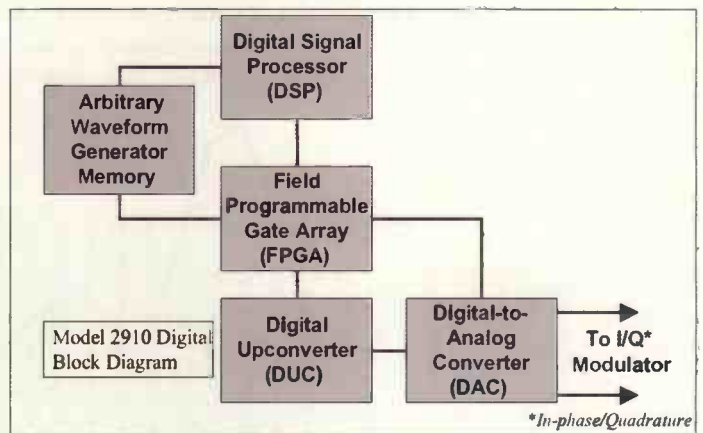 Digital Signal
Processor
(DSP)
Arbitrary
Waveform
Generator
Memory
Field
Programmable
Gate Array
(FPGA)
Model 2910 Digital
Block Diagram
Digital
Upconverter
(DUC)
Digital-to-
Analog
Converter
(DAC)
To I/Q*
Modulator
*In-phase/Quadrature